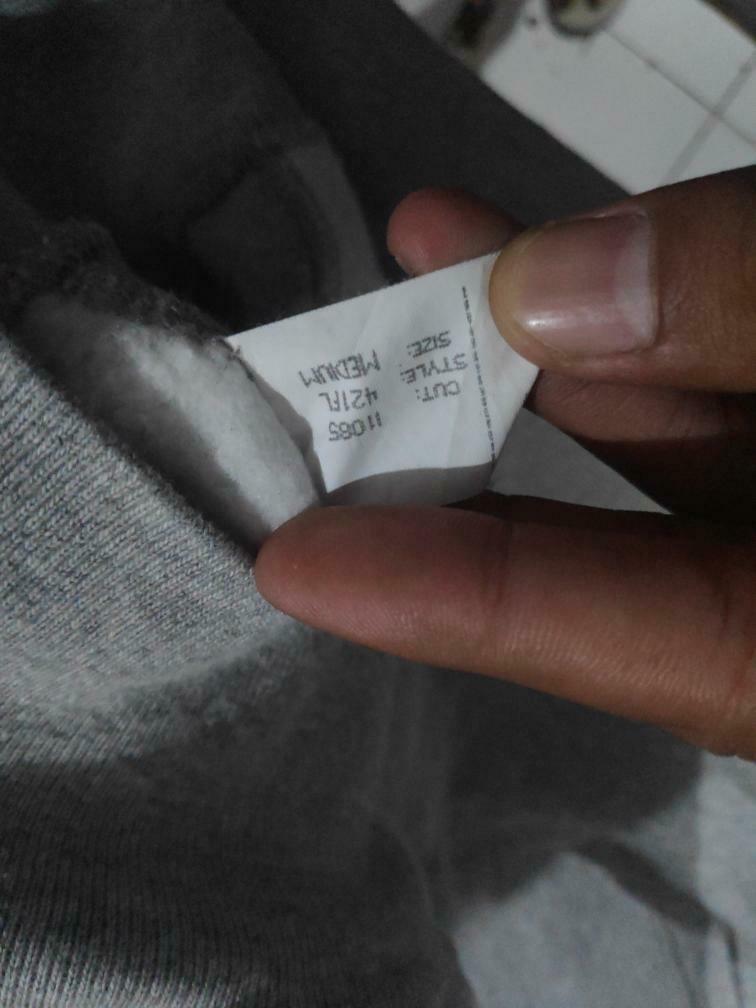 CUT: 11085
STYLE: 421FL
SIZE: MEDIUM